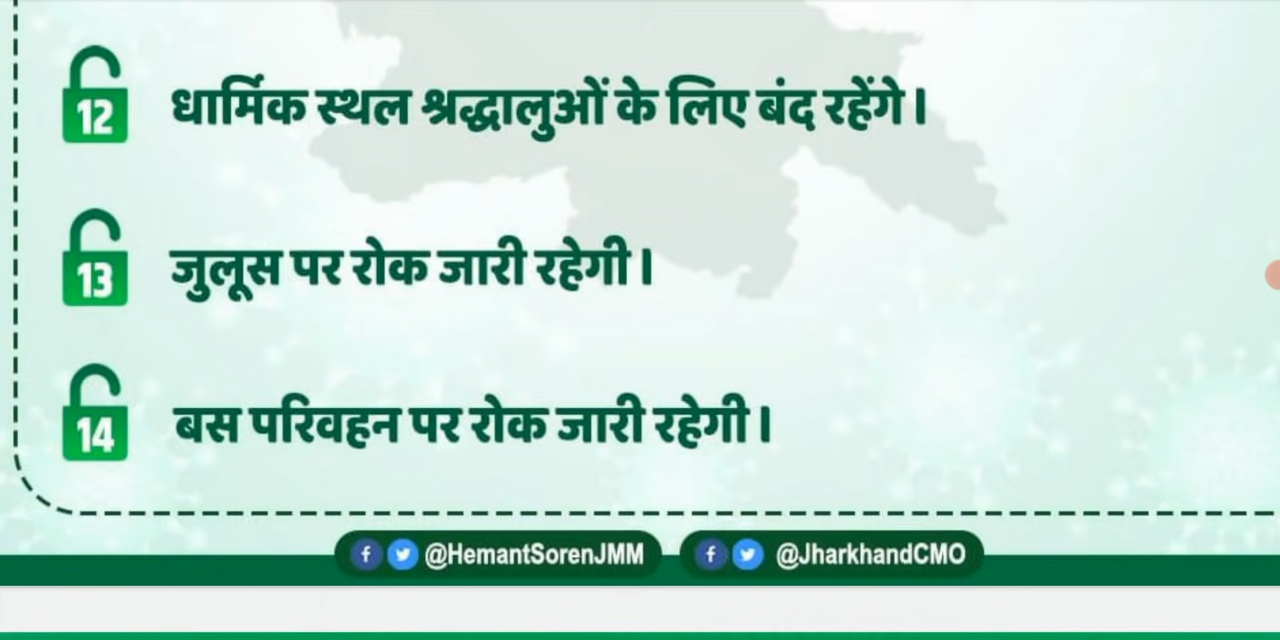 12 धार्मिक स्थल श्रद्धालुओं के लिए बंद रहेंगे।
13 जुलूस पर रोक जारी रहेगी।
14 बस परिवहन पर रोक जारी रहेगी।
@HemantSorenJMM @JharkhandCMO